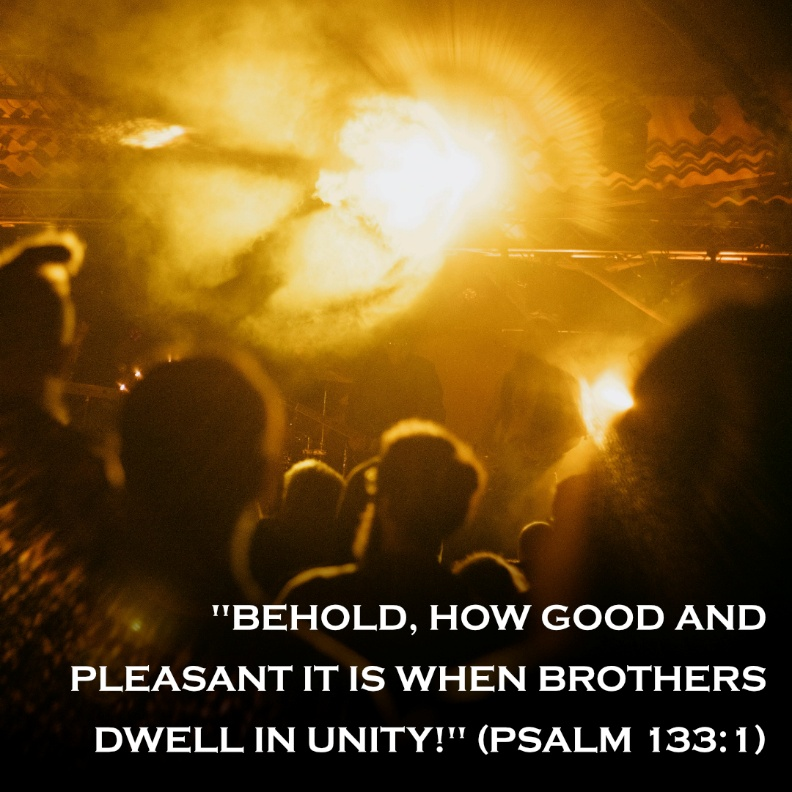 "BEHOLD, HOW GOOD AND
PLEASANT IT IS WHEN BROTHERS
DWELL IN UNITY!" (PSALM 133:1)